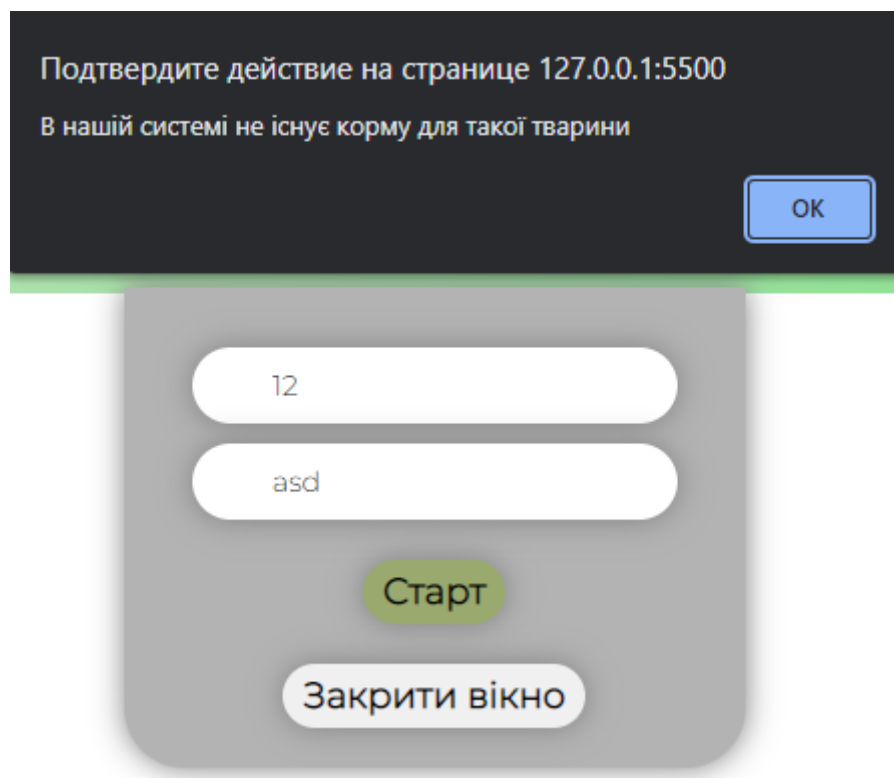 Подтвердите действие на странице 127.0.0.1:5500
В нашій системі не існує корму для такої тварини
ОК
12
asd
Старт
Закрити вікно